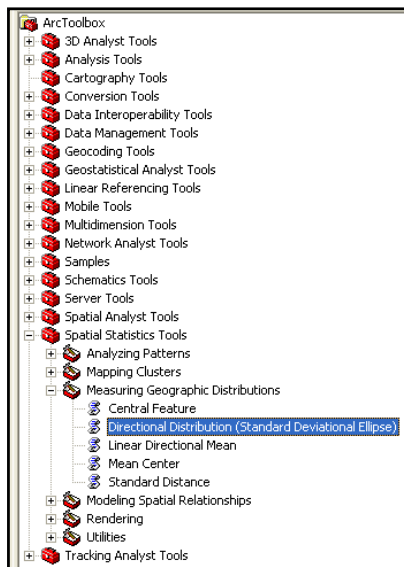 ArcToolbox
3D Analyst Tools
Analysis Tools
Cartography Tools
Conversion Tools
Data Interoperability Tools
Data Management Tools
Geocoding Tools
Geostatistical Analyst Tools
Linear Referencing Tools
Mobile Tools
Multidimension Tools
Network Analyst Tools
Samples
Schematics Tools
Server Tools
Spatial Analyst Tools
Spatial Statistics Tools
Analyzing Patterns
Mapping Clusters
Measuring Geographic Distributions
Central Feature
Directional Distribution (Standard Deviational Ellipse)
Linear Directional Mean
Mean Center
Standard Distance
Modeling Spatial Relationships
Rendering
Utilities
Tracking Analyst Tools